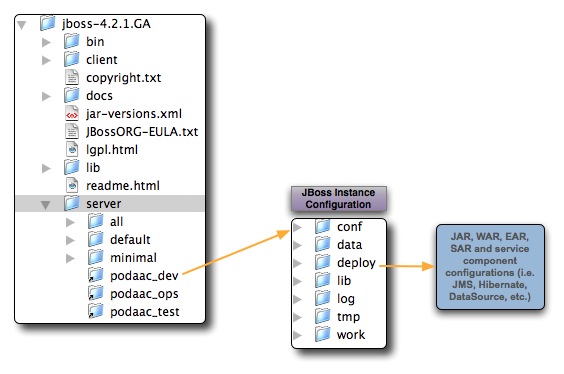 jboss-4.2.1.GA
bin
client
copyright.txt
docs
jar-versions.xml
JBossORG-EULA.txt
lgpl.html
lib
readme.html
server
all
default
minimal
podaac_dev
podaac_ops
podaac_test
JBoss Instance
Configuration
conf
data
deploy
lib
log
tmp
work
JAR, WAR, EAR,
SAR and service
component
configurations (i.e.
JMS, Hibernate,
DataSource, etc.)